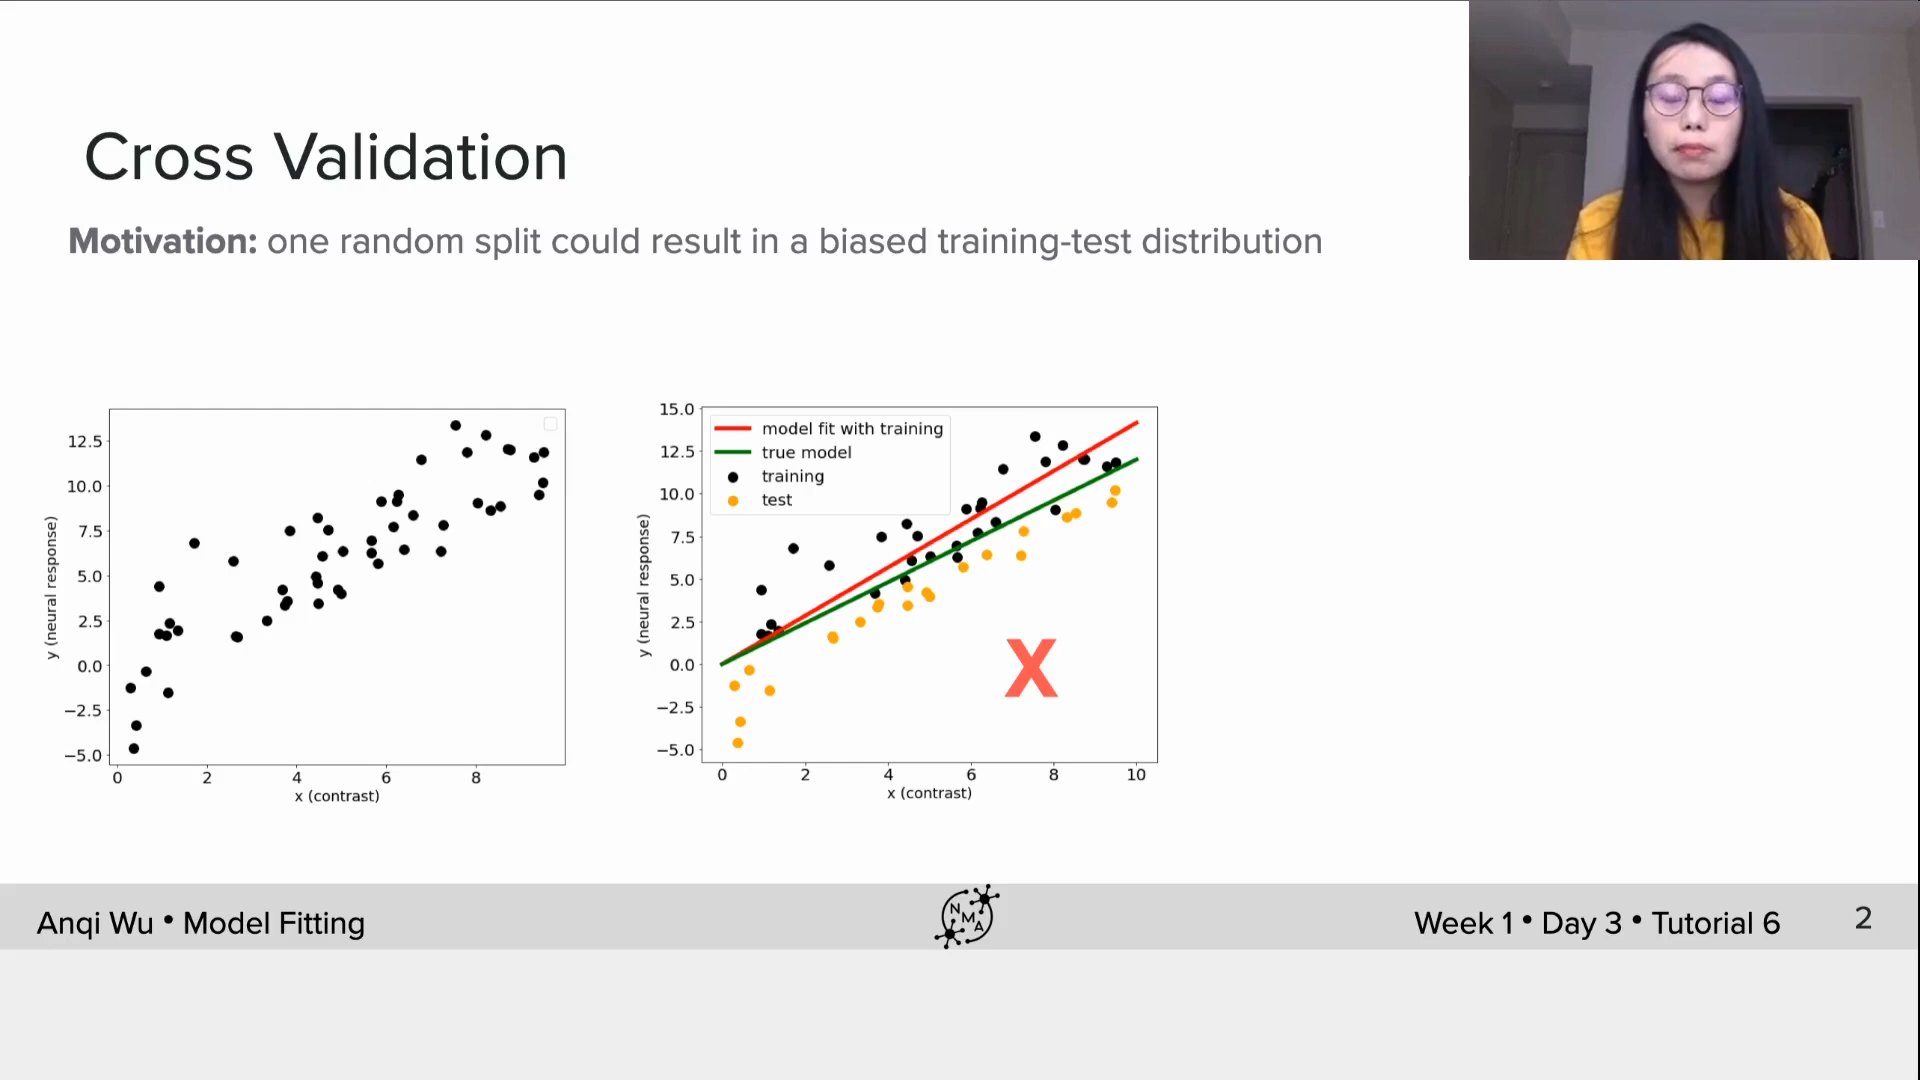 Cross Validation
Motivation: one random split could result in a biased training-test distribution
12.5
10.0
7.5
5.0
2.5
0.0
−2.5
−5.0
y (neural response)
0 2 4 6 8
x (contrast)
15.0
12.5
10.0
7.5
5.0
2.5
0.0
−2.5
−5.0
y (neural response)
model fit with training
true model
training
test
X
0 2 4 6 8 10
x (contrast)
Anqi Wu • Model Fitting
N
M
A
Week 1 • Day 3 • Tutorial 6
2